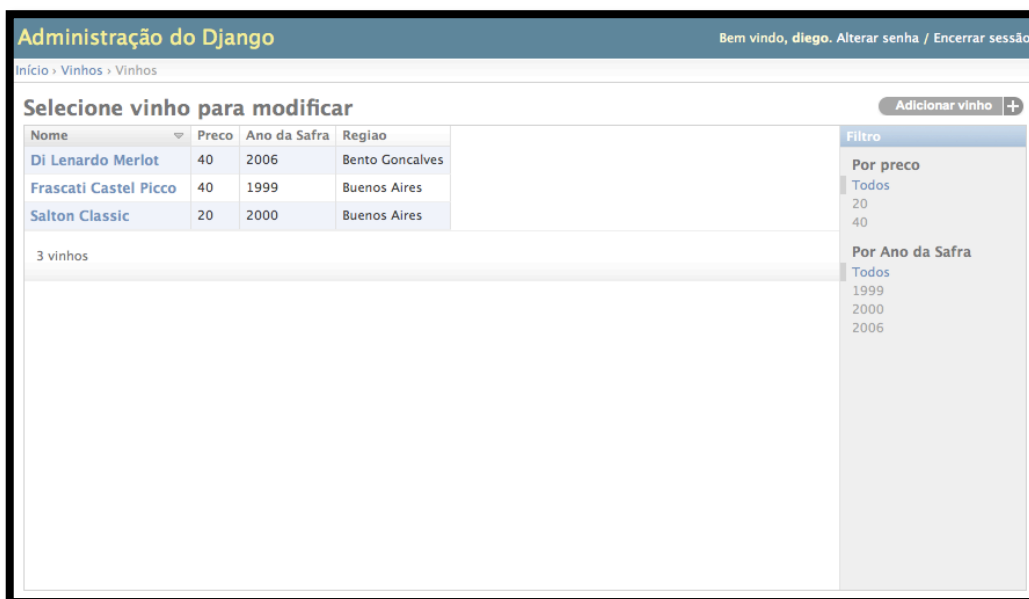 Administração do Django
Bem vindo, diego. Alterar senha / Encerrar sessão
Início › Vinhos › Vinhos
Selecione vinho para modificar
Adicionar vinho +
Nome Preco Ano da Safra Regiao
Di Lenardo Merlot 40 2006 Bento Goncalves
Frascati Castel Picco 40 1999 Buenos Aires
Salton Classic 20 2000 Buenos Aires
3 vinhos
Filtro
Por preco
Todos
20
40
Por Ano da Safra
Todos
1999
2000
2006